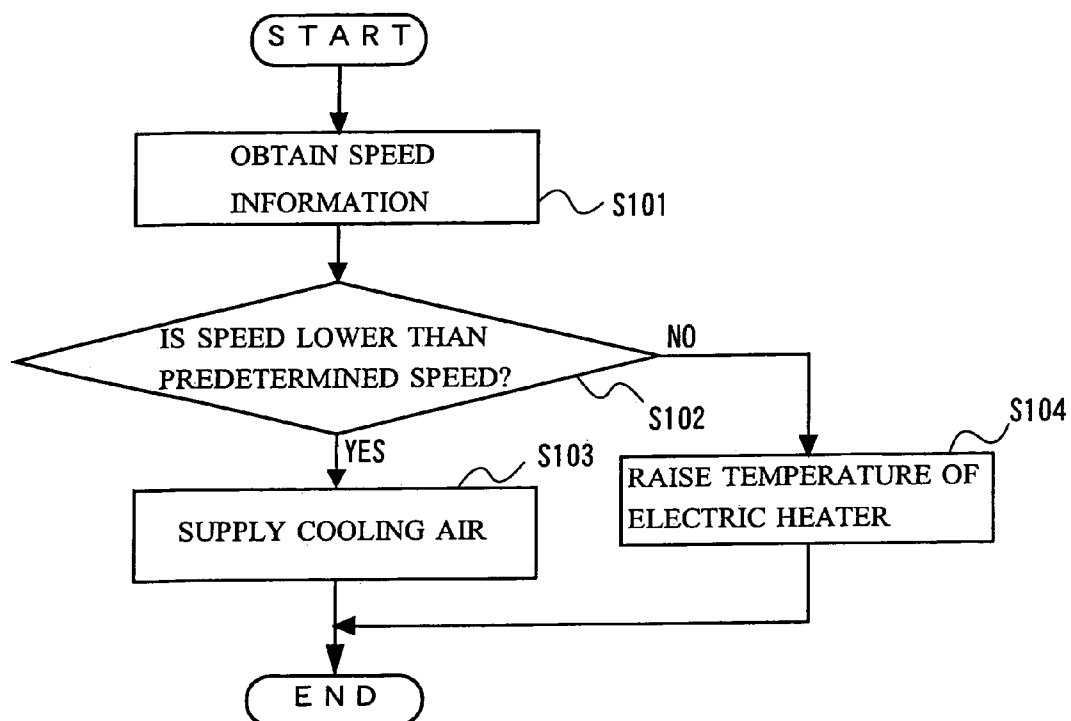 START
OBTAIN SPEED
INFORMATION
S101
IS SPEED LOWER THAN
PREDETERMINED SPEED?
NO
S102
YES
S103
S104
SUPPLY COOLING AIR
RAISE TEMPERATURE OF
ELECTRIC HEATER
END